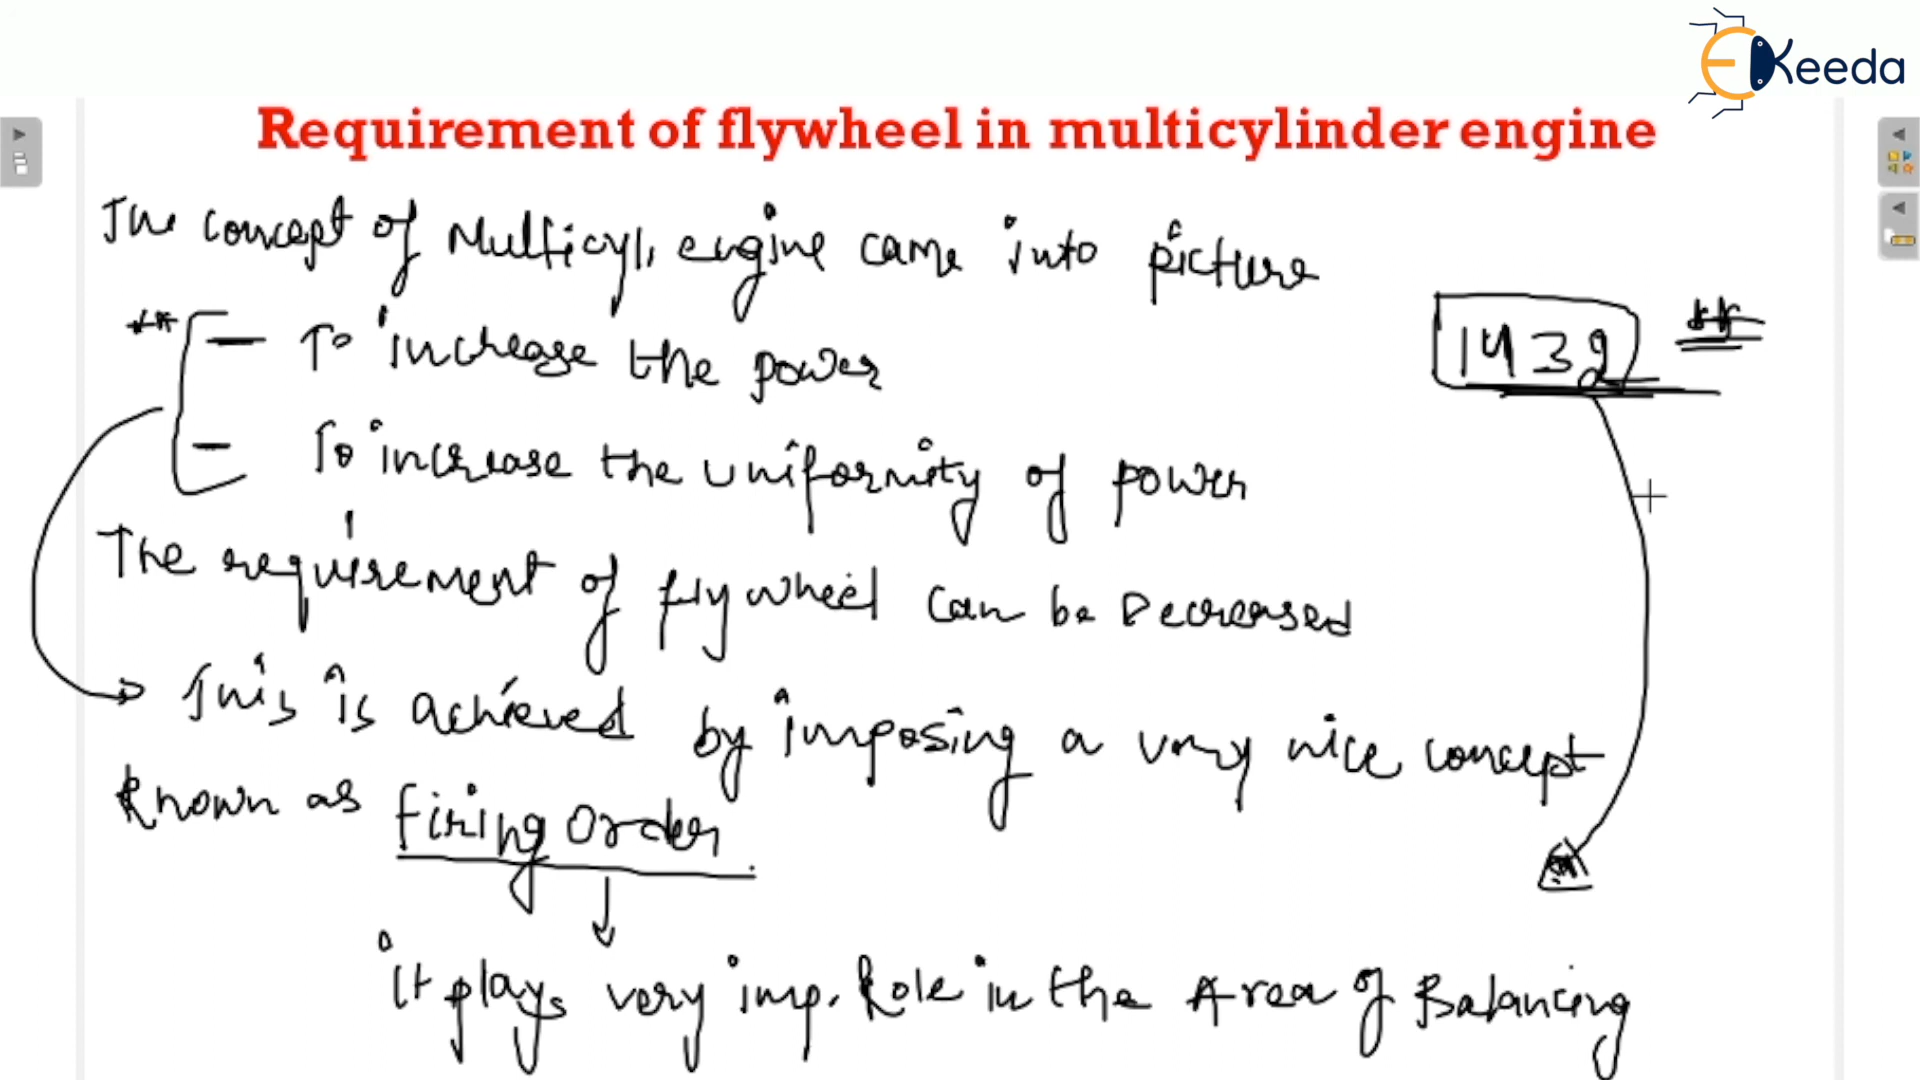 EKeeda
Requirement of flywheel in multicylinder engine
The concept of Multicyl. engine came into picture
** — To increase the power
1432 **
— To increase the uniformity of power
The requirement of flywheel can be Decreased
→ This is achieved by imposing a very nice concept
known as firing order.
It plays very imp. Role in the Area of Balancing